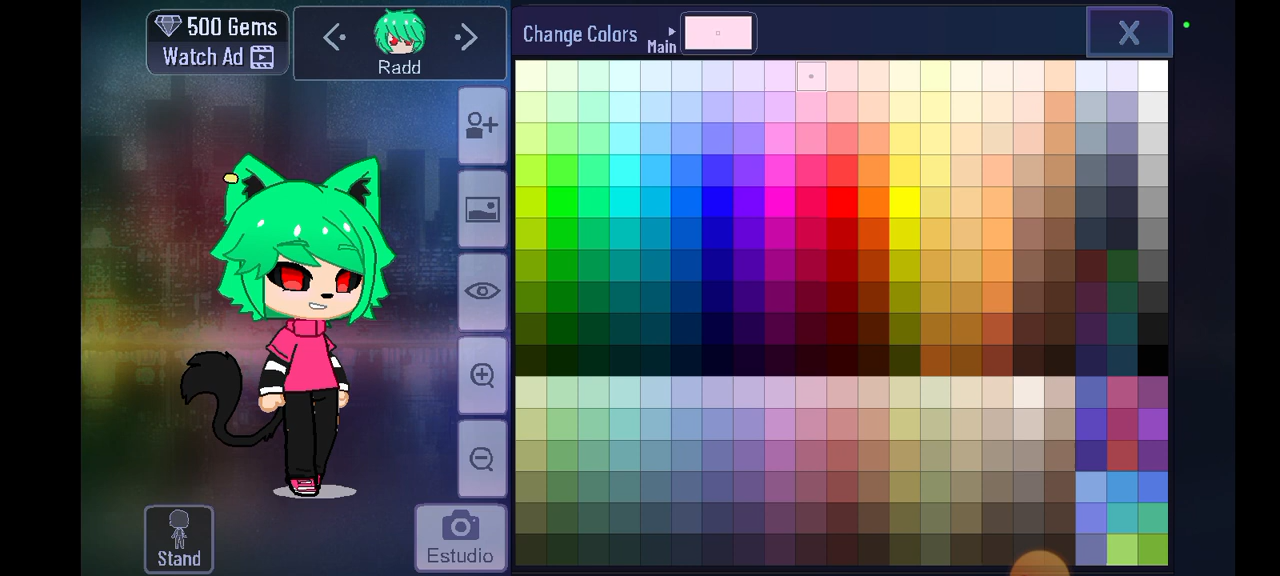 500 Gems
Watch Ad
Radd
Change Colors
Main
X
Stand
Estudio